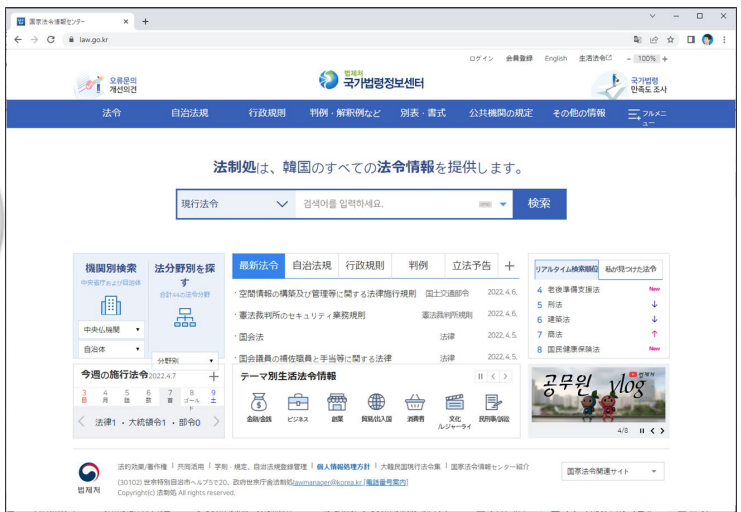 国家法令情報センター
law.go.kr
ログイン 会員登録 English 生活法令 - 100% +
오류문의
개선의견
법제처
국가법령정보센터
국가법령
만족도 조사
法令 自治法規 行政規則 判例・解釈例など 別表・書式 公共機関の規定 その他の情報 フルメニ
ュー
法制処は、韓国のすべての法令情報を提供します。
現行法令 검색어를 입력하세요. 検索
機関別検索
中央省庁および自治体
中央仏機関
自治体
法分野別を探
す
合計44の法令分野
分野別
最新法令 自治法規 行政規則 判例 立法予告 +
空間情報の構築及び管理等に関する法律施行規則 国土交通部令 2022.4.6.
憲法裁判所のセキュリティ業務規則 憲法裁判所規則 2022.4.6.
国会法 法律 2022.4.5.
国会議員の補佐職員と手当等に関する法律 法律 2022.4.5.
リアルタイム検索順位 私が見つけた法令
4 老後準備支援法 New
5 刑法 ↓
6 建築法 ↓
7 商法 ↑
8 国民健康保険法 New
今週の施行法令 2022.4.7 +
3 4 5 6 7 8 9
日 月 話 数 部 ゴール 土
ド
法律1・大統領令1・部令0
テーマ別生活法令情報
金融/金銭 ビジネス 創業 貿易/出入国 消費者 文化 民刑事/訴訟
ルジャーライ
공무원 vlog
법제처
4/8
법제처
法的効果/著作権 | 共同活用 | 学則・規定、自治法規登録管理 | 個人情報処理方針 | 大韓民国現行法令集 | 国家法令情報センター紹介
(30102) 世宗特別自治市ヘルプ5で20、政府世宗庁舎法制処lawmanager@korea.kr [電話番号案内]
Copyright(c) 法制処 All rights reserved.
国家法令関連サイト